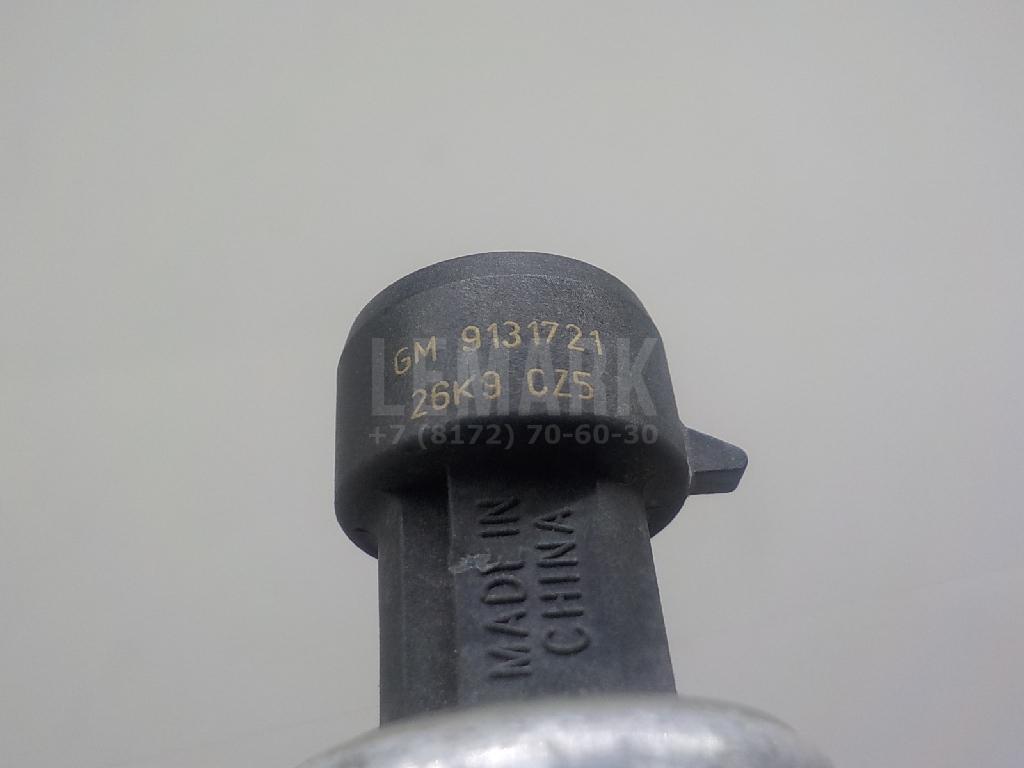 GM 9131721
26K9 CZ5
LEMARK
+7 (8172) 70-60-30
MADE IN
CHINA